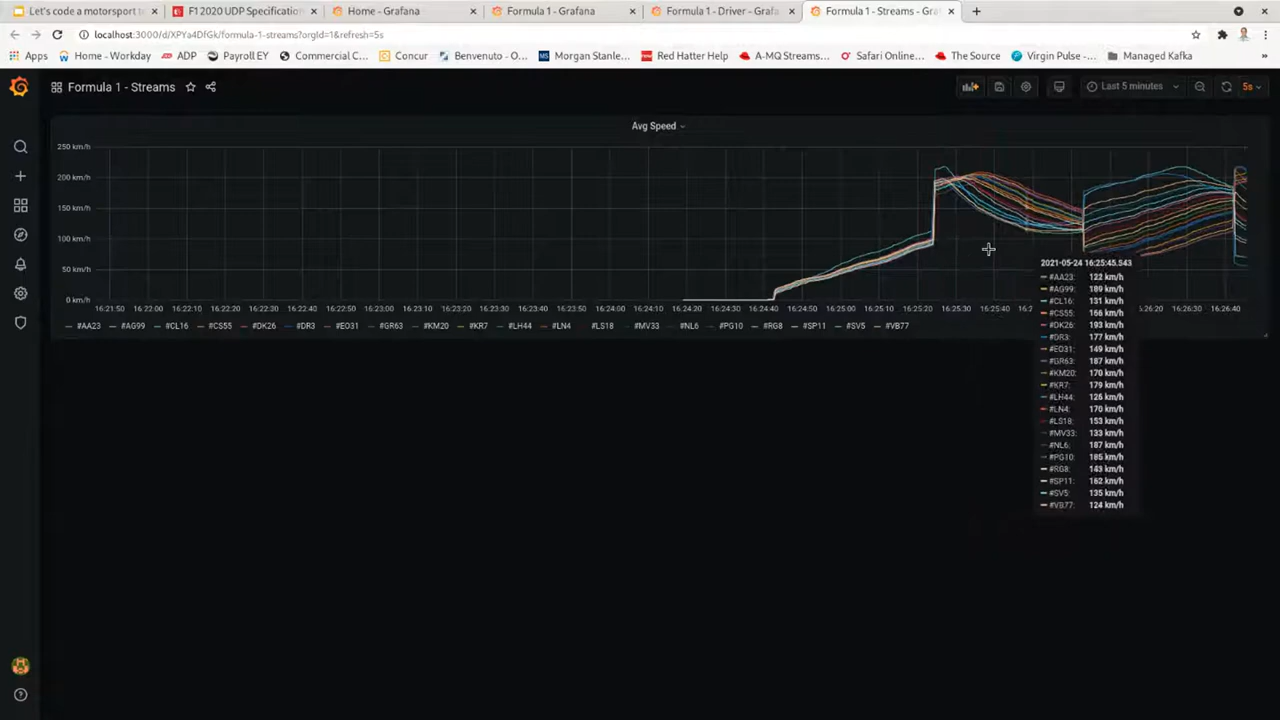 Let's code a motorsport te
F1 2020 UDP Specification
Home - Grafana
Formula 1 - Grafana
Formula 1 - Driver - Grafa
Formula 1 - Streams - Gra
localhost:3000/d/XPYa4DfGk/formula-1-streams?orgId=1&refresh=5s
Apps Home - Workday ADP Payroll EY Commercial C... Concur Benvenuto - O... Morgan Stanle... Red Hatter Help A-MQ Streams... Safari Online... The Source Virgin Pulse -... Managed Kafka
Formula 1 - Streams
Last 5 minutes
5s
Avg Speed
250 km/h
200 km/h
150 km/h
100 km/h
50 km/h
0 km/h
16:21:50 16:22:00 16:22:10 16:22:20 16:22:30 16:22:40 16:22:50 16:23:00 16:23:10 16:23:20 16:23:30 16:23:40 16:23:50 16:24:00 16:24:10 16:24:20 16:24:30 16:24:40 16:24:50 16:25:00 16:25:10 16:25:20 16:25:30 16:25:40 16:2 16:26:20 16:26:30 16:26:40
#AA23 #AG99 #CL16 #CS55 #DK26 #DR3 #EO31 #GR63 #KM20 #KR7 #LH44 #LN4 #LS18 #MV33 #NL6 #PG10 #RG8 #SP11 #SV5 #VB77
2021-05-24 16:25:45.543
#AA23: 122 km/h
#AG99: 189 km/h
#CL16: 131 km/h
#CS55: 166 km/h
#DK26: 193 km/h
#DR3: 177 km/h
#EO31: 149 km/h
#GR63: 187 km/h
#KM20: 170 km/h
#KR7: 179 km/h
#LH44: 126 km/h
#LN4: 170 km/h
#LS18: 153 km/h
#MV33: 133 km/h
#NL6: 187 km/h
#PG10: 185 km/h
#RG8: 143 km/h
#SP11: 162 km/h
#SV5: 135 km/h
#VB77: 124 km/h